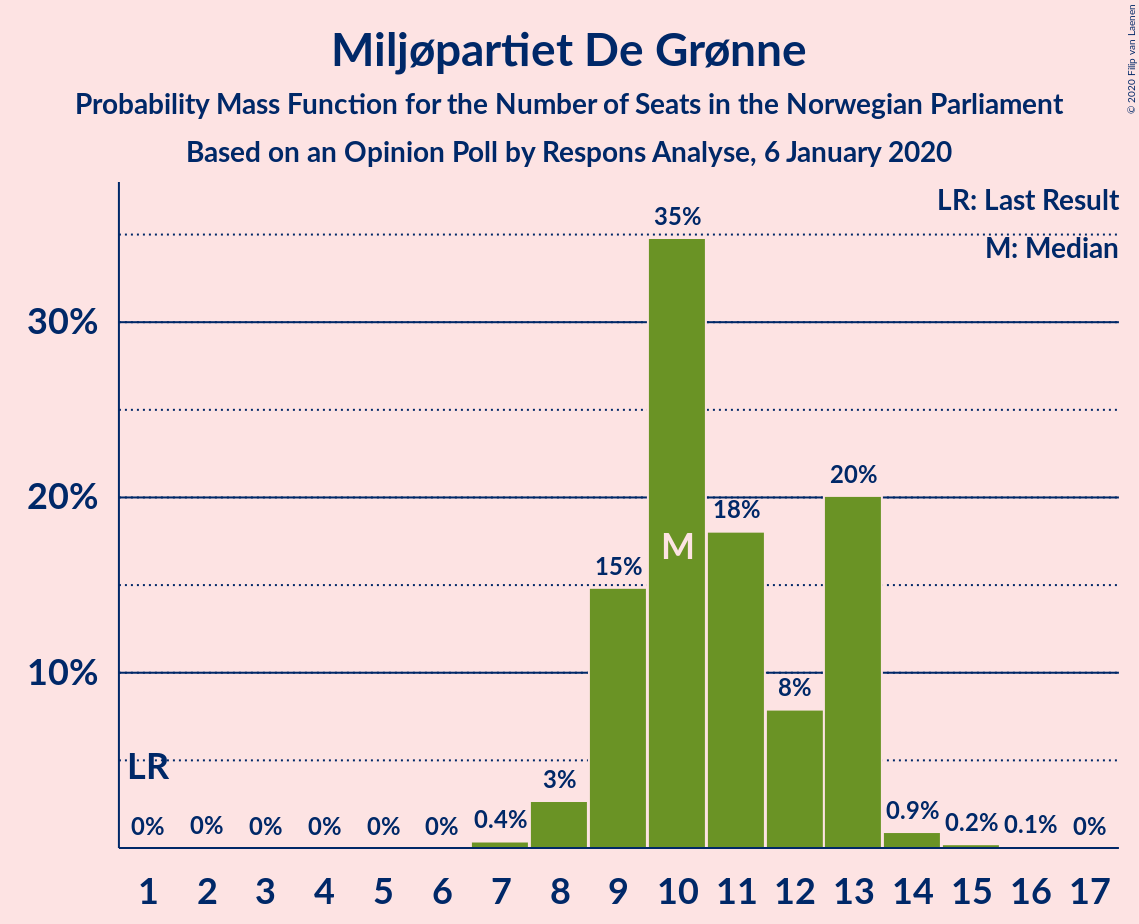 Miljøpartiet De Grønne
Probability Mass Function for the Number of Seats in the Norwegian Parliament
Based on an Opinion Poll by Respons Analyse, 6 January 2020
© 2020 Filip van Laenen
LR: Last Result
M: Median
30%
20%
10%
LR
0%
0%
0%
0%
0%
0%
0.4%
3%
15%
35%
M
18%
8%
20%
0.9%
0.2%
0.1%
0%
1 2 3 4 5 6 7 8 9 10 11 12 13 14 15 16 17